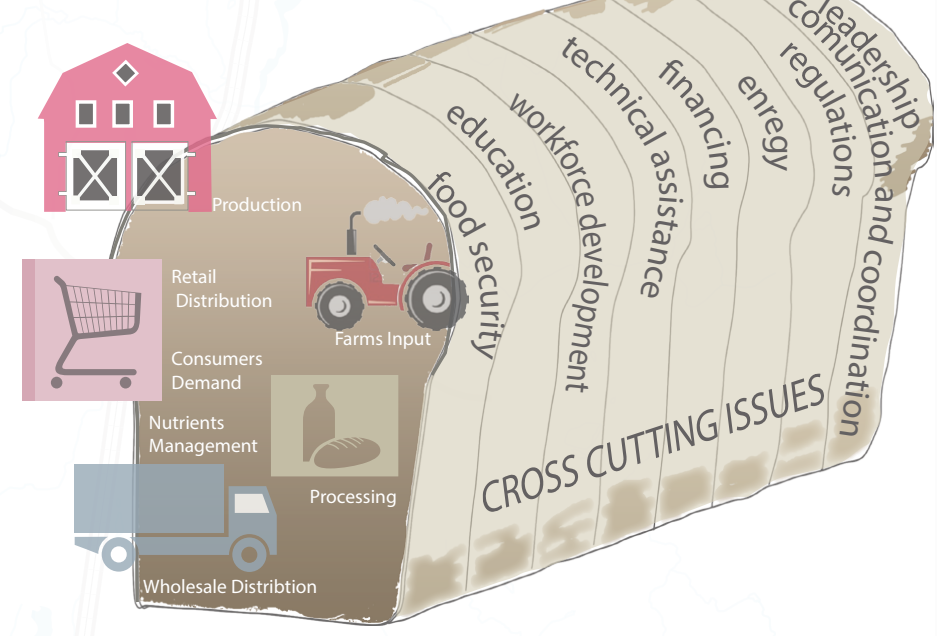 Production
Retail
Distribution
Farms Input
Consumers
Demand
Nutrients
Management
Processing
Wholesale Distribtion
food security
education
workforce development
technical assistance
financing
enregy
regulations
comunication and coordination
leadership
CROSS CUTTING ISSUES